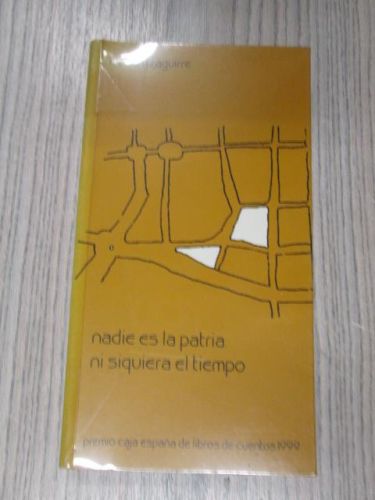 nadie es la patria
ni siquiera el tiempo
premio caja españa de libros de cuentos.1999